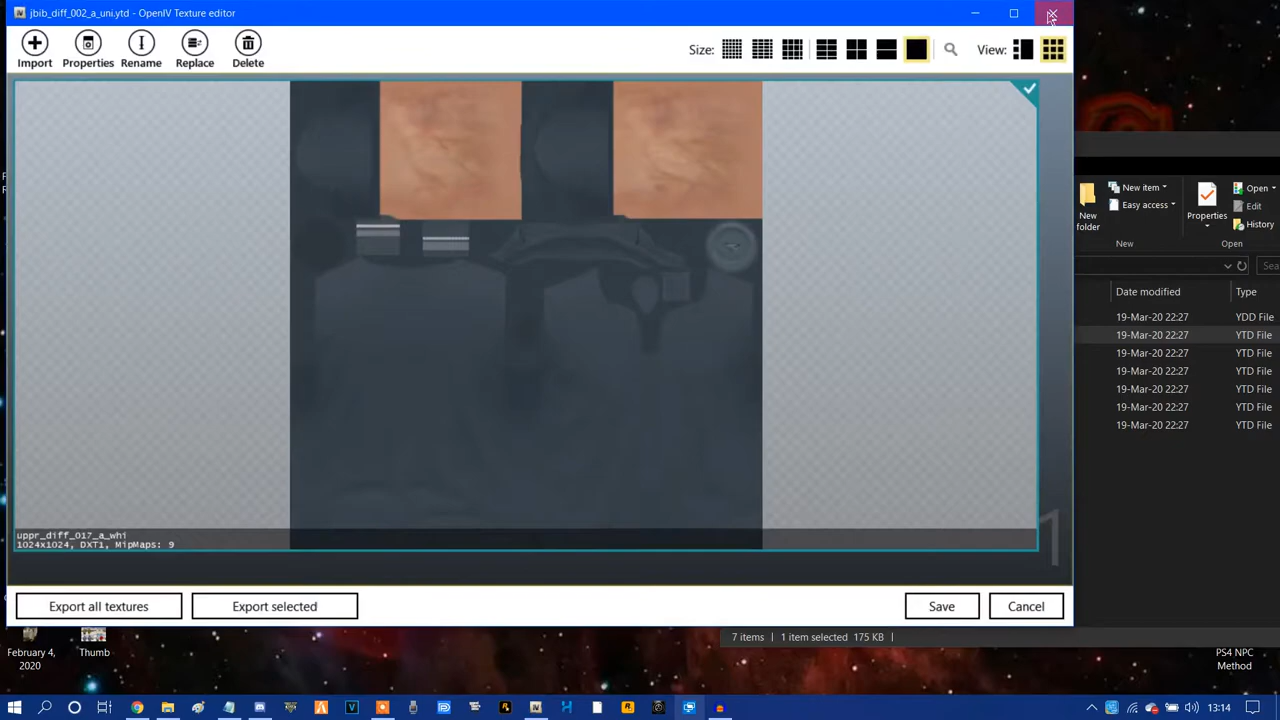 jbib_diff_002_a_uni.ytd - OpenIV Texture editor
Import
Properties
Rename
Replace
Delete
Size:
View:
uppr_diff_017_a_whi
1024x1024, DXT1, MipMaps: 9
1
Export all textures
Export selected
Save
Cancel
New folder
New item
Easy access
Properties
Open
Edit
History
New
Open
Sea
Date modified
Type
19-Mar-20 22:27
YDD File
19-Mar-20 22:27
YTD File
19-Mar-20 22:27
YTD File
19-Mar-20 22:27
YTD File
19-Mar-20 22:27
YTD File
19-Mar-20 22:27
YTD File
19-Mar-20 22:27
YTD File
7 items
1 item selected 175 KB
February 4, 2020
Thumb
PS4 NPC Method
13:14